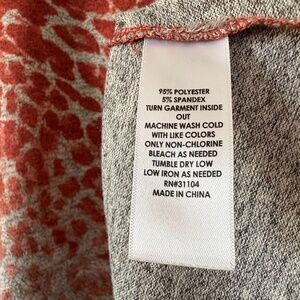 95% POLYESTER
5% SPANDEX
TURN GARMENT INSIDE
OUT
MACHINE WASH COLD
WITH LIKE COLORS
ONLY NON-CHLORINE
BLEACH AS NEEDED
TUMBLE DRY LOW
LOW IRON AS NEEDED
RN#31104
MADE IN CHINA